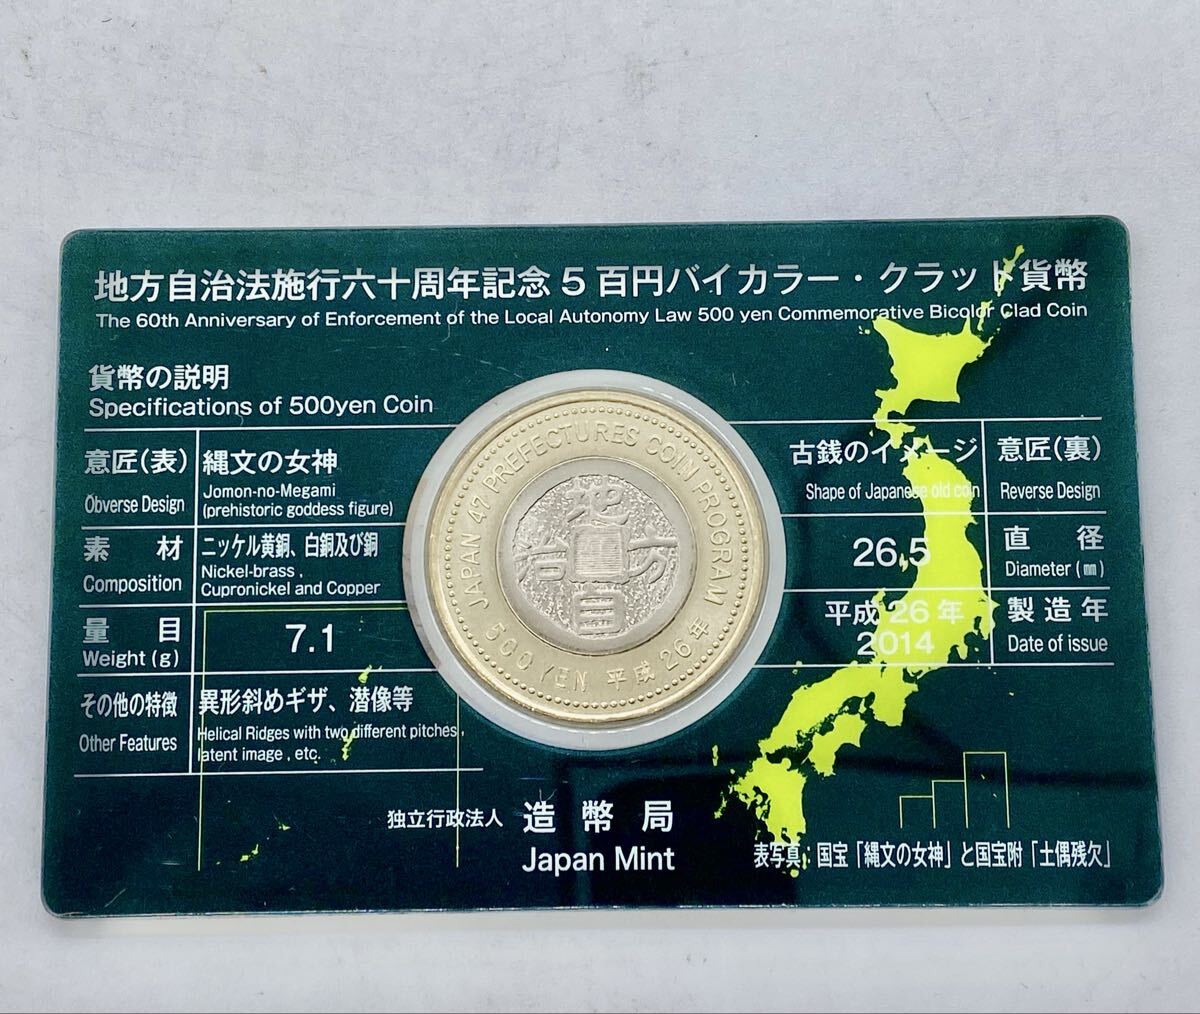 地方自治法施行六十周年記念5百円バイカラー・クラッド貨幣
The 60th Anniversary of Enforcement of the Local Autonomy Law 500 yen Commemorative Bicolor Clad Coin
貨幣の説明
Specifications of 500yen Coin
意匠(表) 縄文の女神
Obverse Design Jomon-no-Megami
(prehistoric goddess figure)
素材 ニッケル黄銅、白銅及び銅
Composition Nickel-brass,
Cupronickel and Copper
量目 7.1
Weight (g)
その他の特徴 異形斜めギザ、潜像等
Other Features Helical Ridges with two different pitches,
latent image, etc.
JAPAN 47 PREFECTURES COIN PROGRAM
500 YEN 平成26年
地方自治
古銭のイメージ 意匠(裏)
Shape of Japanese old coin Reverse Design
26.5 直径
Diameter (㎜)
平成26年 製造年
2014 Date of issue
独立行政法人 造幣局
Japan Mint
表写真:国宝「縄文の女神」と国宝附「土偶残欠」